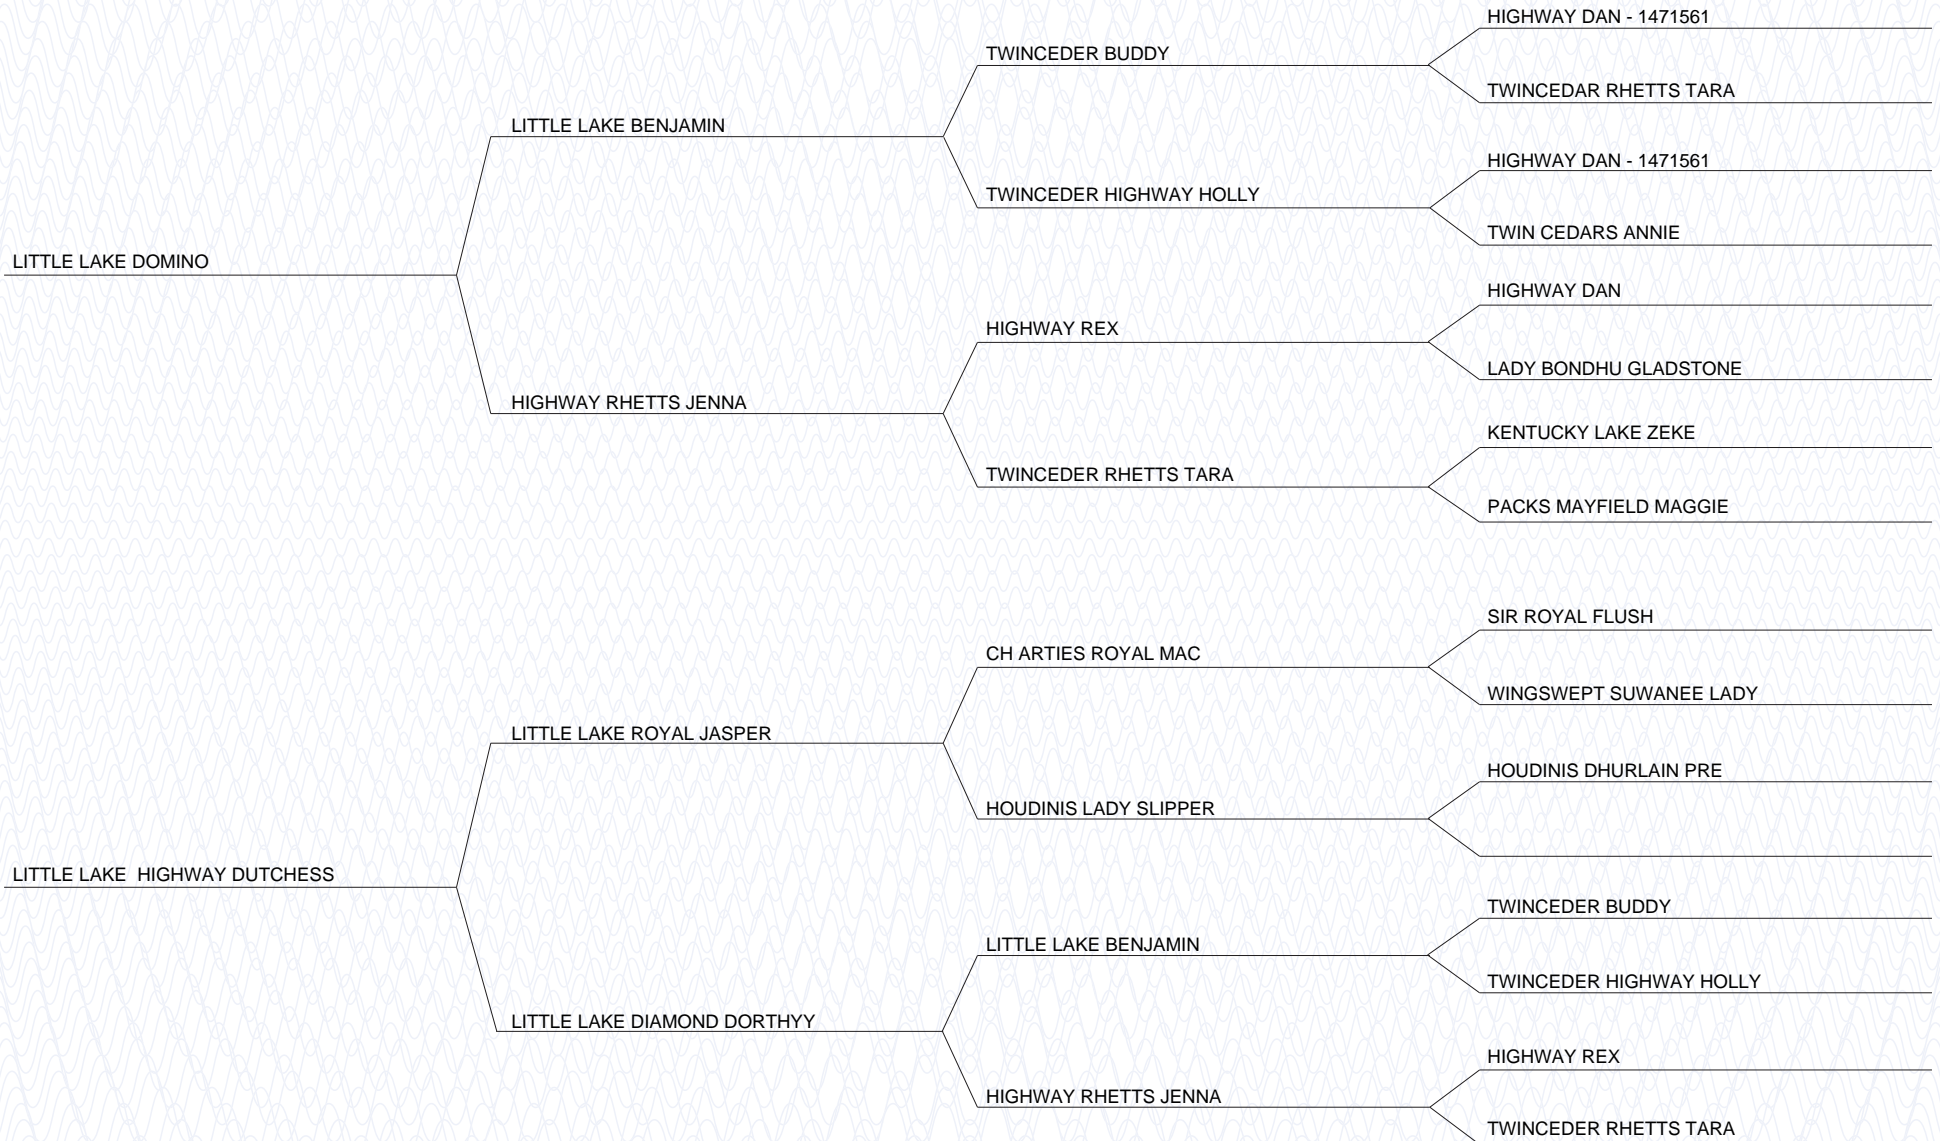 HIGHWAY DAN - 1471561
TWINCEDER BUDDY
TWINCEDAR RHETTS TARA
LITTLE LAKE BENJAMIN
HIGHWAY DAN - 1471561
TWINCEDER HIGHWAY HOLLY
TWIN CEDARS ANNIE
LITTLE LAKE DOMINO
HIGHWAY DAN
HIGHWAY REX
LADY BONDHU GLADSTONE
HIGHWAY RHETTS JENNA
KENTUCKY LAKE ZEKE
TWINCEDER RHETTS TARA
PACKS MAYFIELD MAGGIE
SIR ROYAL FLUSH
CH ARTIES ROYAL MAC
WINGSWEPT SUWANEE LADY
LITTLE LAKE ROYAL JASPER
HOUDINIS DHURLAIN PRE
HOUDINIS LADY SLIPPER
LITTLE LAKE  HIGHWAY DUTCHESS
TWINCEDER BUDDY
LITTLE LAKE BENJAMIN
TWINCEDER HIGHWAY HOLLY
LITTLE LAKE DIAMOND DORTHYY
HIGHWAY REX
HIGHWAY RHETTS JENNA
TWINCEDER RHETTS TARA